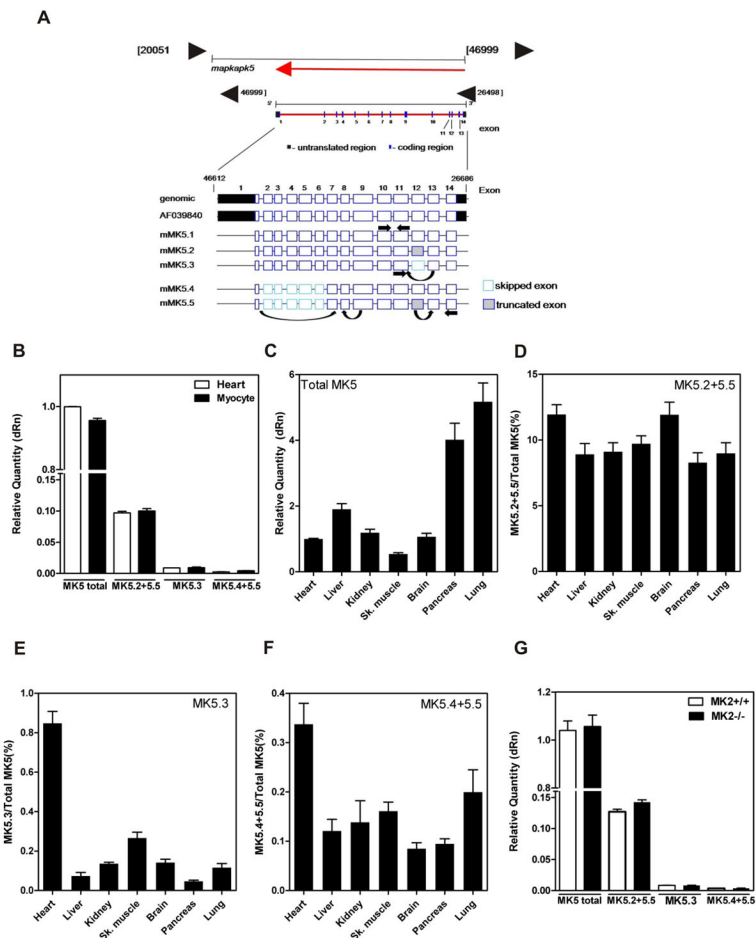 A
[20051
[46999
mapkapk5
46999]
26498]
5'
3'
1 2 3 4 5 6 7 8 9 10 14
11 12 13
exon
- untranslated region
- coding region
46612
26686
1 2 3 4 5 6 7 8 9 10 11 12 13 14
Exon
genomic
AF039840
mMK5.1
mMK5.2
mMK5.3
mMK5.4
mMK5.5
skipped exon
truncated exon
B
Heart
Myocyte
Relative Quantity (dRn)
1.0
0.8
0.10
0.05
0.00
MK5 total
MK5.2+5.5
MK5.3
MK5.4+5.5
C
Total MK5
Relative Quantity (dRn)
6
4
2
0
Heart
Liver
Kidney
Sk. muscle
Brain
Pancreas
Lung
D
MK5.2+5.5
MK5.2+5.5/Total MK5(%)
15
10
5
0
Heart
Liver
Kidney
Sk. muscle
Brain
Pancreas
Lung
E
MK5.3
MK5.3/Total MK5(%)
1.0
0.8
0.6
0.4
0.2
0.0
Heart
Liver
Kidney
Sk. muscle
Brain
Pancreas
Lung
F
MK5.4+5.5
MK5.4+5.5/Total MK5(%)
0.4
0.3
0.2
0.1
0.0
Heart
Liver
Kidney
Sk. muscle
Brain
Pancreas
Lung
G
MK2+/+
MK2-/-
Relative Quantity (dRn)
1.2
1.0
0.15
0.10
0.05
0.00
MK5 total
MK5.2+5.5
MK5.3
MK5.4+5.5